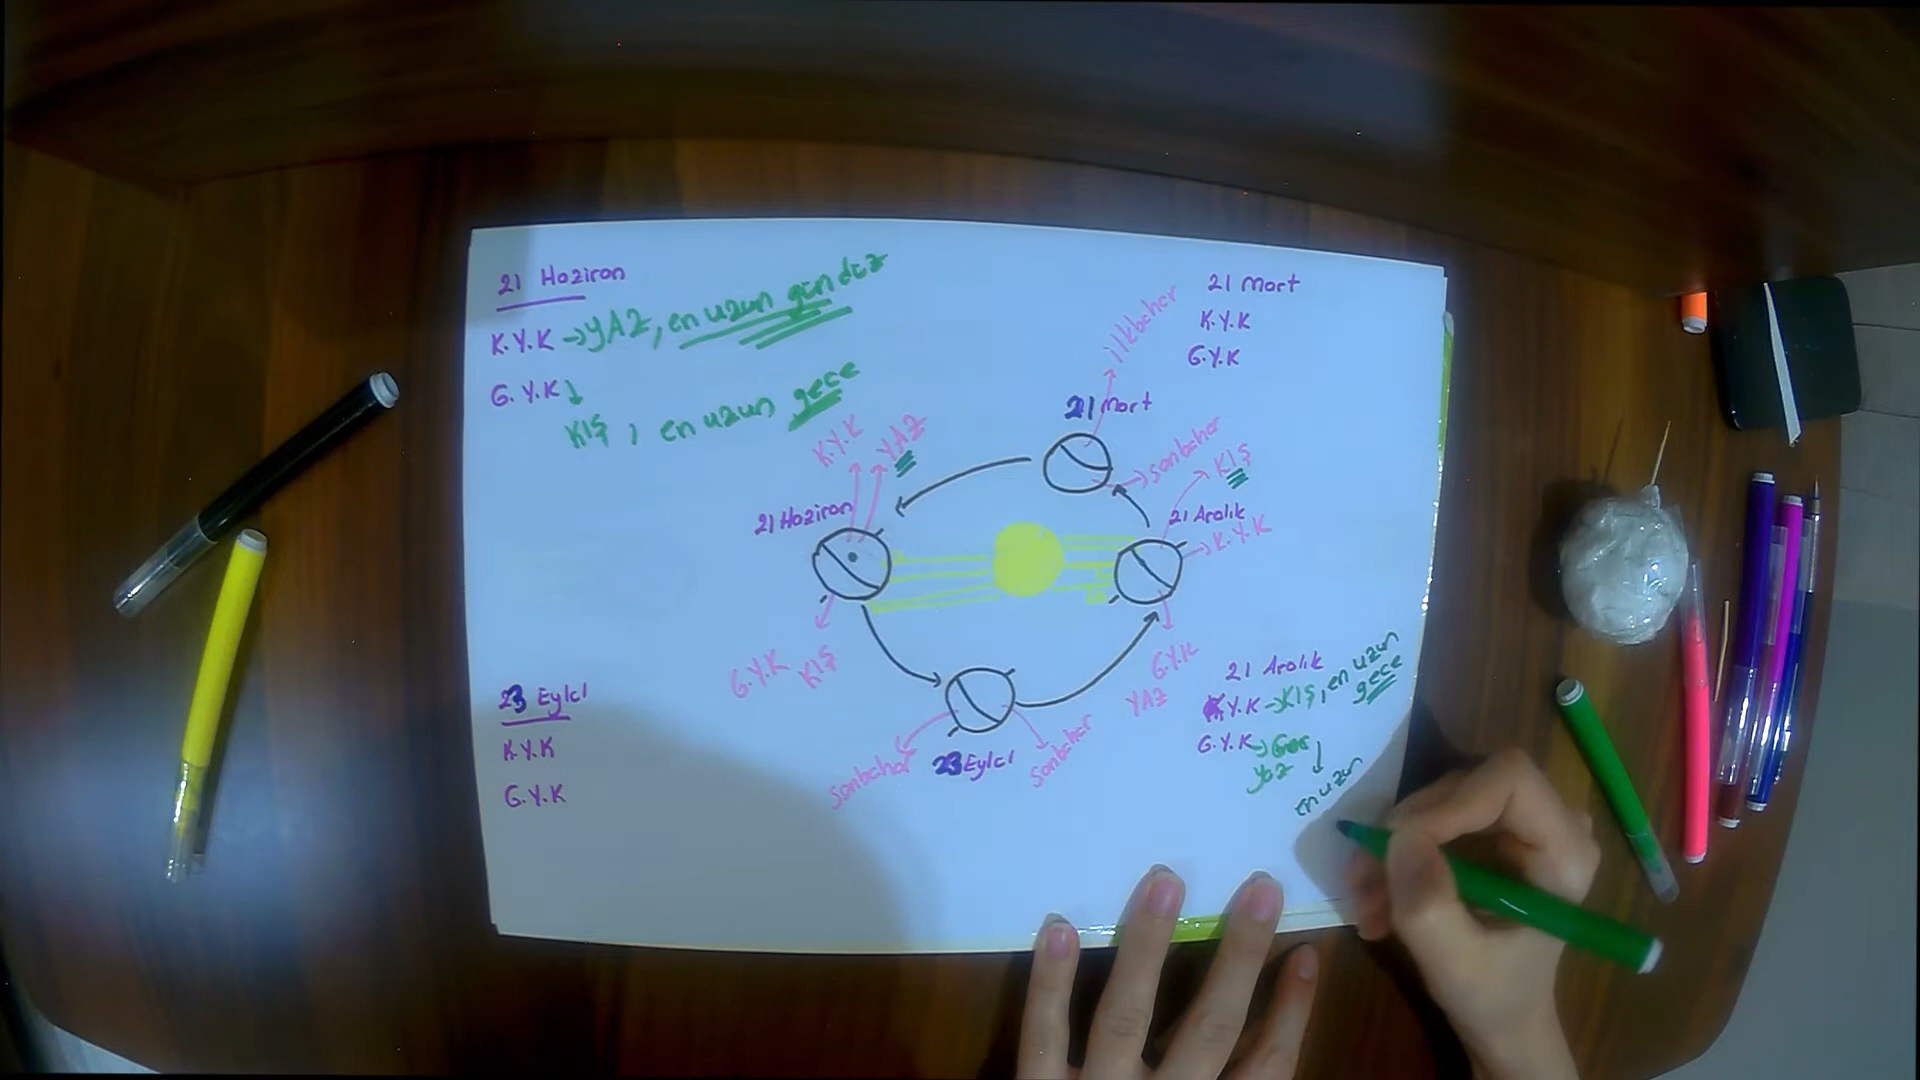 21 Haziran
K.Y.K → YAZ, en uzun gündüz
G.Y.K ↓
KIŞ, en uzun gece
21 Mart
K.Y.K
G.Y.K
ilkbahar
21 Mart
sonbahar
KIŞ
21 Aralık
K.Y.K
K.Y.K
YAZ
21 Haziran
G.Y.K KIŞ
G.Y.K
YAZ
Sonbahar
23 Eylül
Sonbahar
23 Eylül
K.Y.K
G.Y.K
21 Aralık
K.Y.K → KIŞ, en uzun gece
G.Y.K →
yaz
en uzun